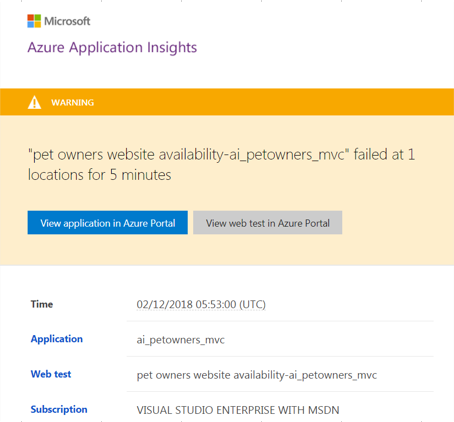 Microsoft
Azure Application Insights
WARNING
"pet owners website availability-ai_petowners_mvc" failed at 1
locations for 5 minutes
View application in Azure Portal View web test in Azure Portal
Time 02/12/2018 05:53:00 (UTC)
Application ai_petowners_mvc
Web test pet owners website availability-ai_petowners_mvc
Subscription VISUAL STUDIO ENTERPRISE WITH MSDN